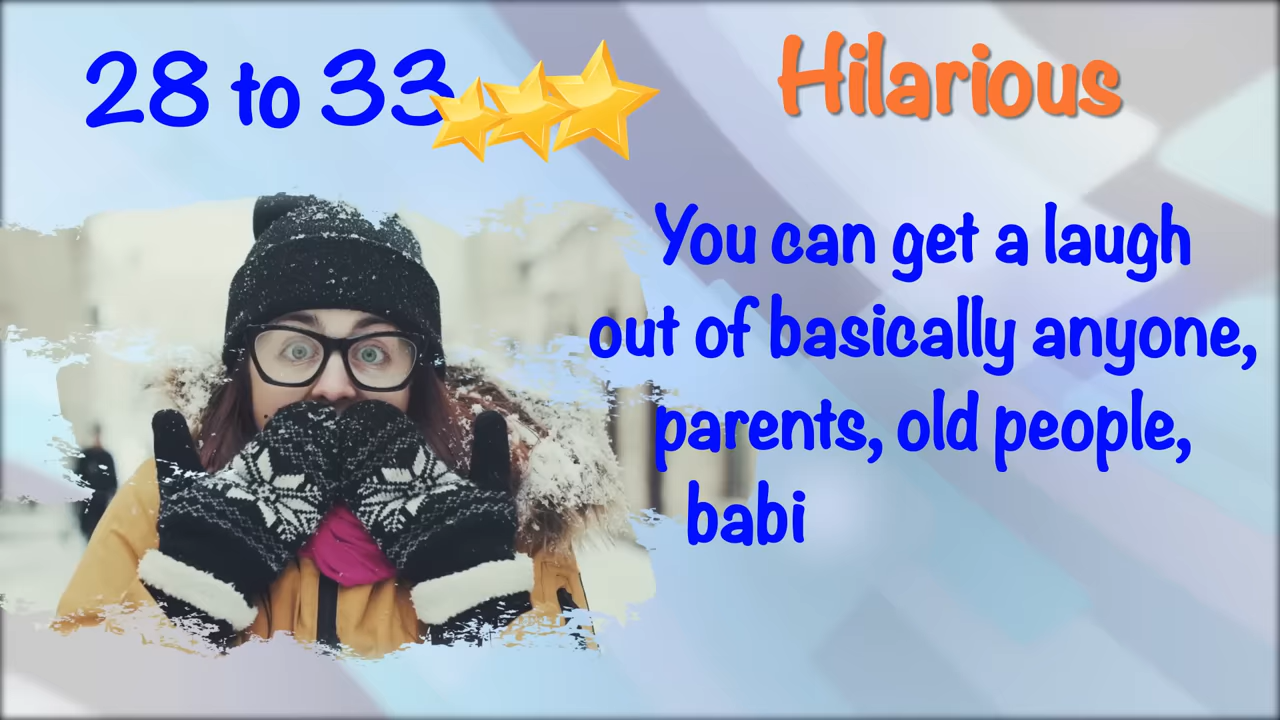 28 to 33
Hilarious
You can get a laugh
out of basically anyone,
parents, old people,
babi